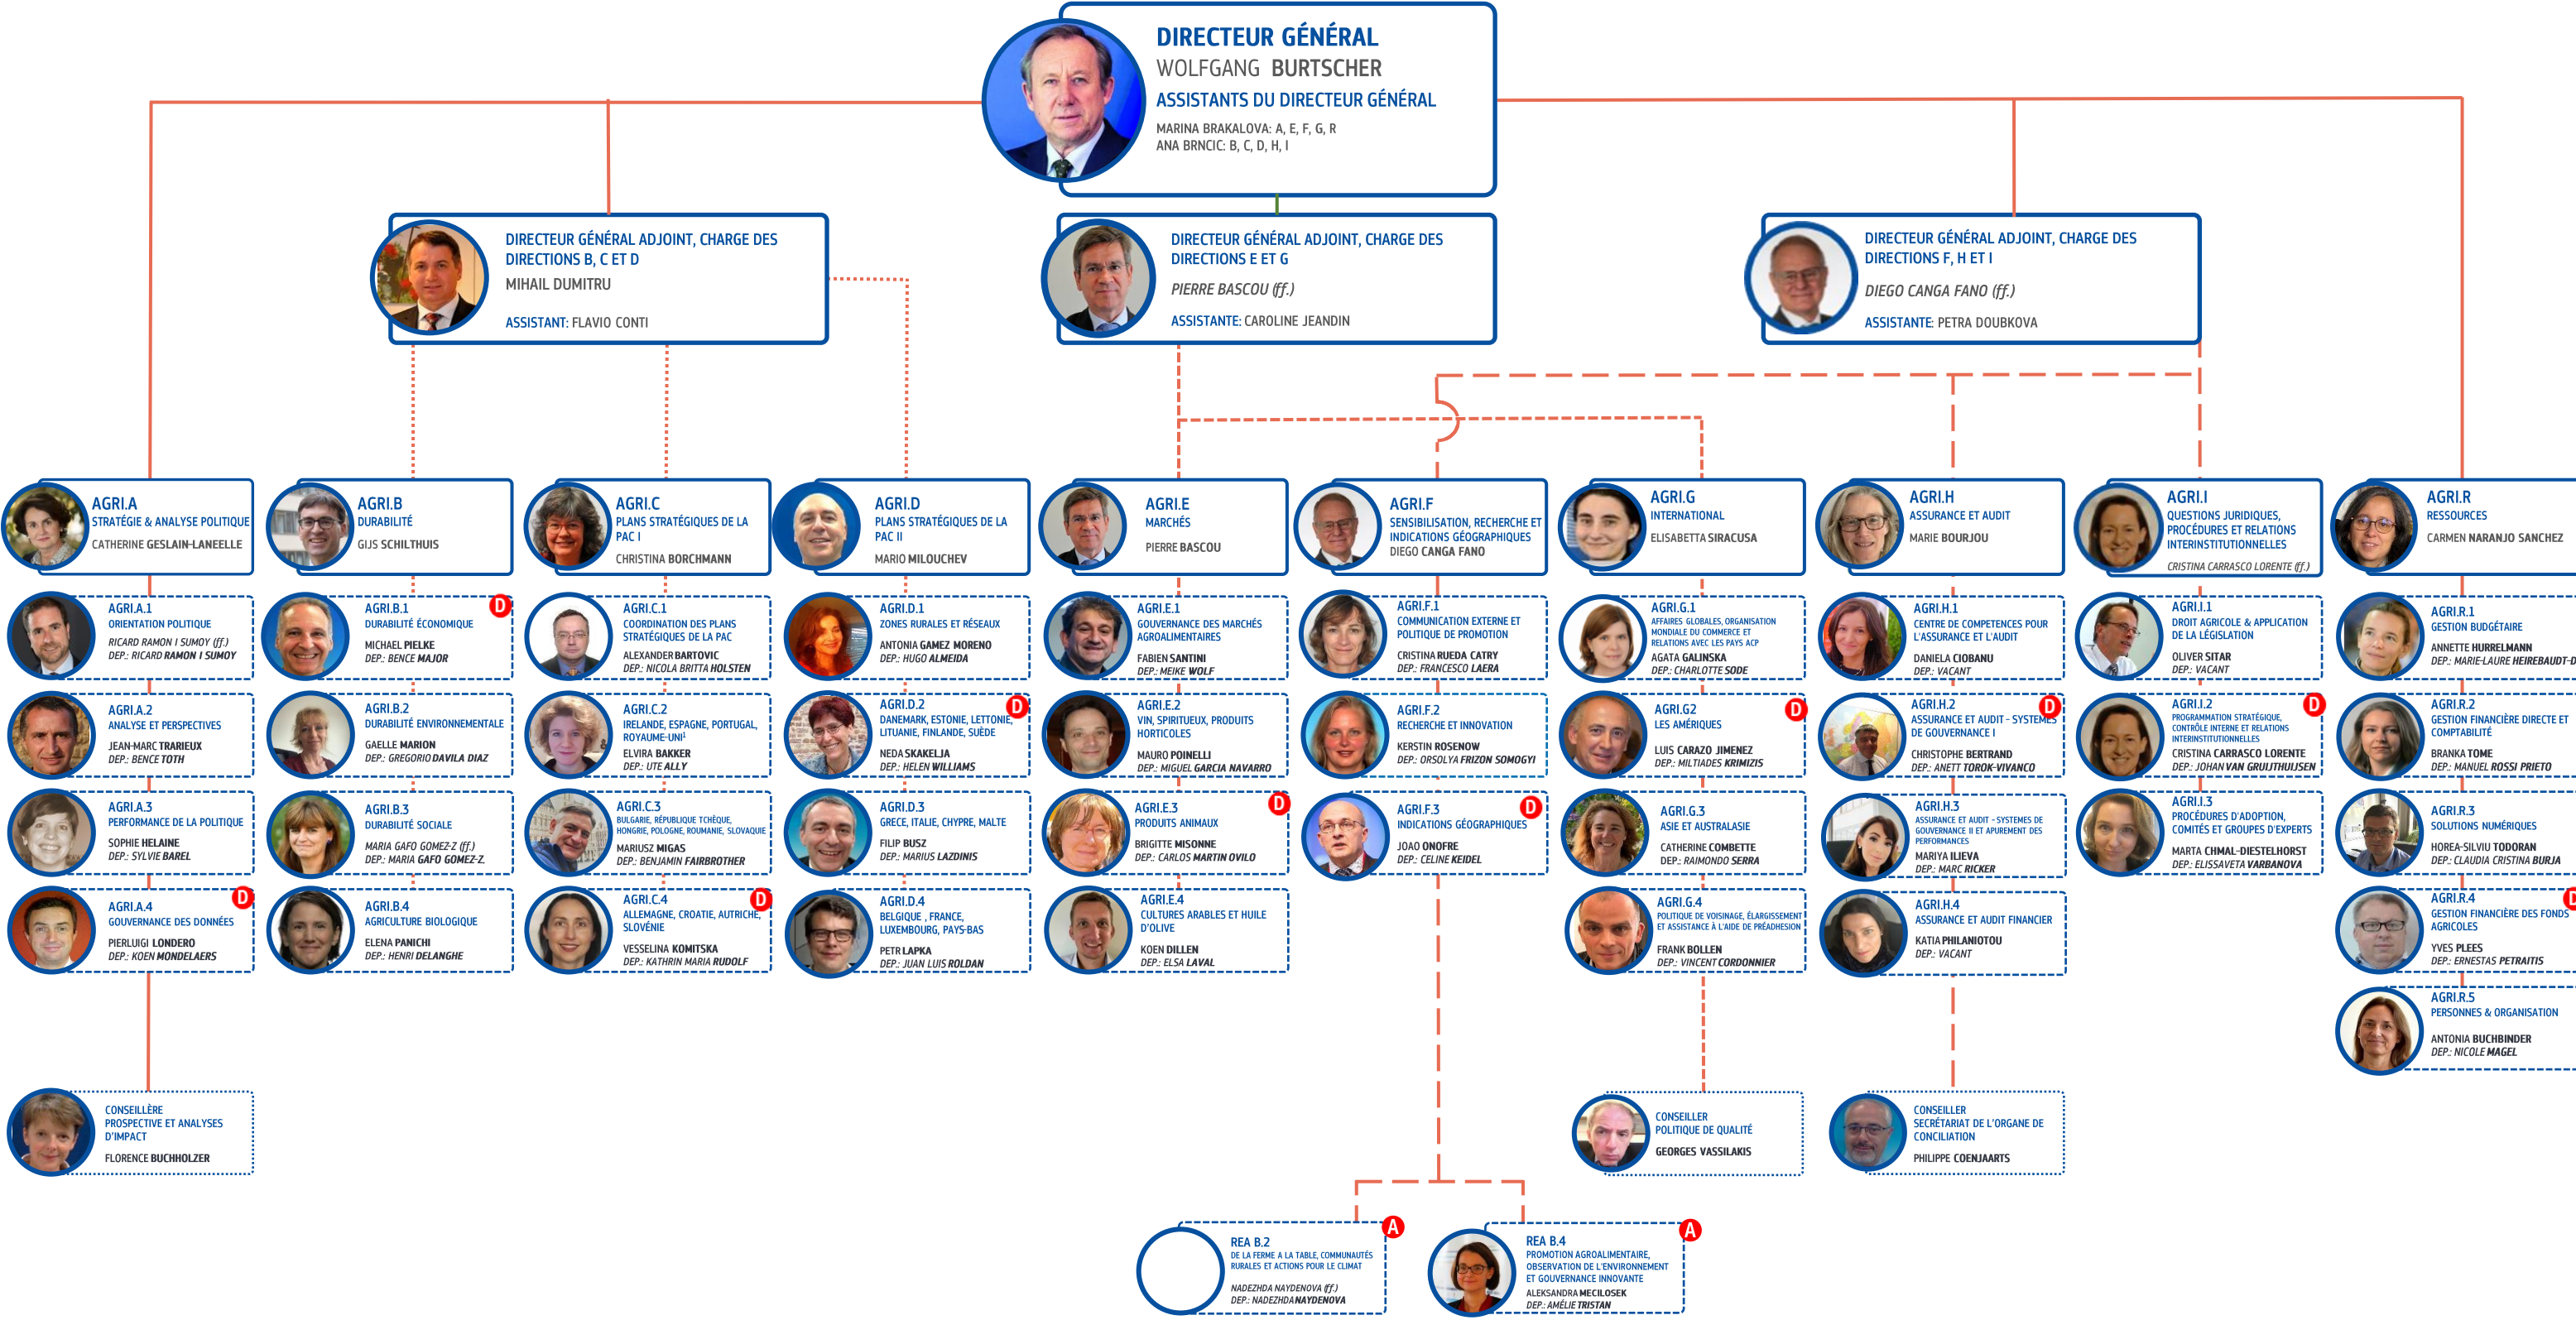 DIRECTEUR GÉNÉRAL
WOLFGANG BURTSCHER
ASSISTANTS DU DIRECTEUR GÉNÉRAL
MARINA BRAKALOVA: A, E, F, G, R
ANA BRNCIC: B, C, D, H, I
DIRECTEUR GÉNÉRAL ADJOINT, CHARGE DES
DIRECTIONS B, C ET D
MIHAIL DUMITRU
ASSISTANT: FLAVIO CONTI
DIRECTEUR GÉNÉRAL ADJOINT, CHARGE DES
DIRECTIONS E ET G
PIERRE BASCOU (ff.)
ASSISTANTE: CAROLINE JEANDIN
DIRECTEUR GÉNÉRAL ADJOINT, CHARGE DES
DIRECTIONS F, H ET I
DIEGO CANGA FANO (ff.)
ASSISTANTE: PETRA DOUBKOVA
AGRI.A
STRATÉGIE & ANALYSE POLITIQUE
CATHERINE GESLAIN-LANEELLE
AGRI.B
DURABILITÉ
GIJS SCHILTHUIS
AGRI.C
PLANS STRATÉGIQUES DE LA
PAC I
CHRISTINA BORCHMANN
AGRI.D
PLANS STRATÉGIQUES DE LA
PAC II
MARIO MILOUCHEV
AGRI.E
MARCHÉS
PIERRE BASCOU
AGRI.F
SENSIBILISATION, RECHERCHE ET
INDICATIONS GÉOGRAPHIQUES
DIEGO CANGA FANO
AGRI.G
INTERNATIONAL
ELISABETTA SIRACUSA
AGRI.H
ASSURANCE ET AUDIT
MARIE BOURJOU
AGRI.I
QUESTIONS JURIDIQUES,
PROCÉDURES ET RELATIONS
INTERINSTITUTIONNELLES
CRISTINA CARRASCO LORENTE (ff.)
AGRI.R
RESSOURCES
CARMEN NARANJO SANCHEZ
AGRI.A.1
ORIENTATION POLITIQUE
RICARD RAMON I SUMOY (ff.)
DEP.: RICARD RAMON I SUMOY
AGRI.B.1
D
DURABILITÉ ÉCONOMIQUE
MICHAEL PIELKE
DEP.: BENCE MAJOR
AGRI.C.1
COORDINATION DES PLANS
STRATÉGIQUES DE LA PAC
ALEXANDER BARTOVIC
DEP.: NICOLA BRITTA HOLSTEN
AGRI.D.1
ZONES RURALES ET RÉSEAUX
ANTONIA GAMEZ MORENO
DEP.: HUGO ALMEIDA
AGRI.E.1
GOUVERNANCE DES MARCHÉS
AGROALIMENTAIRES
FABIEN SANTINI
DEP.: MEIKE WOLF
AGRI.F.1
COMMUNICATION EXTERNE ET
POLITIQUE DE PROMOTION
CRISTINA RUEDA CATRY
DEP.: FRANCESCO LAERA
AGRI.G.1
AFFAIRES GLOBALES, ORGANISATION
MONDIALE DU COMMERCE ET
RELATIONS AVEC LES PAYS ACP
AGATA GALINSKA
DEP.: CHARLOTTE SODE
AGRI.H.1
CENTRE DE COMPETENCES POUR
L'ASSURANCE ET L'AUDIT
DANIELA CIOBANU
DEP.: VACANT
AGRI.I.1
DROIT AGRICOLE & APPLICATION
DE LA LÉGISLATION
OLIVER SITAR
DEP.: VACANT
AGRI.R.1
GESTION BUDGÉTAIRE
ANNETTE HURRELMANN
DEP.: MARIE-LAURE HEIREBAUDT-D
AGRI.A.2
ANALYSE ET PERSPECTIVES
JEAN-MARC TRARIEUX
DEP.: BENCE TOTH
AGRI.B.2
DURABILITÉ ENVIRONNEMENTALE
GAELLE MARION
DEP.: GREGORIO DAVILA DIAZ
AGRI.C.2
IRELANDE, ESPAGNE, PORTUGAL,
ROYAUME-UNI¹
ELVIRA BAKKER
DEP.: UTE ALLY
AGRI.D.2
D
DANEMARK, ESTONIE, LETTONIE,
LITUANIE, FINLANDE, SUÈDE
NEDA SKAKELJA
DEP.: HELEN WILLIAMS
AGRI.E.2
VIN, SPIRITUEUX, PRODUITS
HORTICOLES
MAURO POINELLI
DEP.: MIGUEL GARCIA NAVARRO
AGRI.F.2
RECHERCHE ET INNOVATION
KERSTIN ROSENOW
DEP.: ORSOLYA FRIZON SOMOGYI
AGRI.G2
D
LES AMÉRIQUES
LUIS CARAZO JIMENEZ
DEP.: MILTIADES KRIMIZIS
AGRI.H.2
D
ASSURANCE ET AUDIT - SYSTEMES
DE GOUVERNANCE I
CHRISTOPHE BERTRAND
DEP.: ANETT TOROK-VIVANCO
AGRI.I.2
D
PROGRAMMATION STRATÉGIQUE,
CONTRÔLE INTERNE ET RELATIONS
INTERINSTITUTIONNELLES
CRISTINA CARRASCO LORENTE
DEP.: JOHAN VAN GRUIJTHUIJSEN
AGRI.R.2
GESTION FINANCIÈRE DIRECTE ET
COMPTABILITÉ
BRANKA TOME
DEP.: MANUEL ROSSI PRIETO
AGRI.A.3
PERFORMANCE DE LA POLITIQUE
SOPHIE HELAINE
DEP.: SYLVIE BAREL
AGRI.B.3
DURABILITÉ SOCIALE
MARIA GAFO GOMEZ-Z (ff.)
DEP.: MARIA GAFO GOMEZ-Z.
AGRI.C.3
BULGARIE, RÉPUBLIQUE TCHÈQUE,
HONGRIE, POLOGNE, ROUMANIE, SLOVAQUIE
MARIUSZ MIGAS
DEP.: BENJAMIN FAIRBROTHER
AGRI.D.3
GRECE, ITALIE, CHYPRE, MALTE
FILIP BUSZ
DEP.: MARIUS LAZDINIS
AGRI.E.3
D
PRODUITS ANIMAUX
BRIGITTE MISONNE
DEP.: CARLOS MARTIN OVILO
AGRI.F.3
D
INDICATIONS GÉOGRAPHIQUES
JOAO ONOFRE
DEP.: CELINE KEIDEL
AGRI.G.3
ASIE ET AUSTRALASIE
CATHERINE COMBETTE
DEP.: RAIMONDO SERRA
AGRI.H.3
ASSURANCE ET AUDIT - SYSTEMES DE
GOUVERNANCE II ET APUREMENT DES
PERFORMANCES
MARIYA ILIEVA
DEP.: MARC RICKER
AGRI.I.3
PROCÉDURES D'ADOPTION,
COMITÉS ET GROUPES D'EXPERTS
MARTA CHMAL-DIESTELHORST
DEP.: ELISSAVETA VARBANOVA
AGRI.R.3
SOLUTIONS NUMÉRIQUES
HOREA-SILVIU TODORAN
DEP.: CLAUDIA CRISTINA BURJA
AGRI.A.4
D
GOUVERNANCE DES DONNÉES
PIERLUIGI LONDERO
DEP.: KOEN MONDELAERS
AGRI.B.4
AGRICULTURE BIOLOGIQUE
ELENA PANICHI
DEP.: HENRI DELANGHE
AGRI.C.4
D
ALLEMAGNE, CROATIE, AUTRICHE,
SLOVÉNIE
VESSELINA KOMITSKA
DEP.: KATHRIN MARIA RUDOLF
AGRI.D.4
BELGIQUE , FRANCE,
LUXEMBOURG, PAYS-BAS
PETR LAPKA
DEP.: JUAN LUIS ROLDAN
AGRI.E.4
CULTURES ARABLES ET HUILE
D'OLIVE
KOEN DILLEN
DEP.: ELSA LAVAL
AGRI.G.4
POLITIQUE DE VOISINAGE, ÉLARGISSEMENT
ET ASSISTANCE À L'AIDE DE PRÉADHESION
FRANK BOLLEN
DEP.: VINCENT CORDONNIER
AGRI.H.4
ASSURANCE ET AUDIT FINANCIER
KATIA PHILANIOTOU
DEP.: VACANT
AGRI.R.4
D
GESTION FINANCIÈRE DES FONDS
AGRICOLES
YVES PLEES
DEP.: ERNESTAS PETRAITIS
AGRI.R.5
PERSONNES & ORGANISATION
ANTONIA BUCHBINDER
DEP.: NICOLE MAGEL
CONSEILLÈRE
PROSPECTIVE ET ANALYSES
D'IMPACT
FLORENCE BUCHHOLZER
CONSEILLER
POLITIQUE DE QUALITÉ
GEORGES VASSILAKIS
CONSEILLER
SECRÉTARIAT DE L'ORGANE DE
CONCILIATION
PHILIPPE COENJAARTS
A
REA B.2
DE LA FERME A LA TABLE, COMMUNAUTÉS
RURALES ET ACTIONS POUR LE CLIMAT
NADEZHDA NAYDENOVA (ff.)
DEP.: NADEZHDA NAYDENOVA
A
REA B.4
PROMOTION AGROALIMENTAIRE,
OBSERVATION DE L'ENVIRONNEMENT
ET GOUVERNANCE INNOVANTE
ALEKSANDRA MECILOSEK
DEP.: AMÉLIE TRISTAN